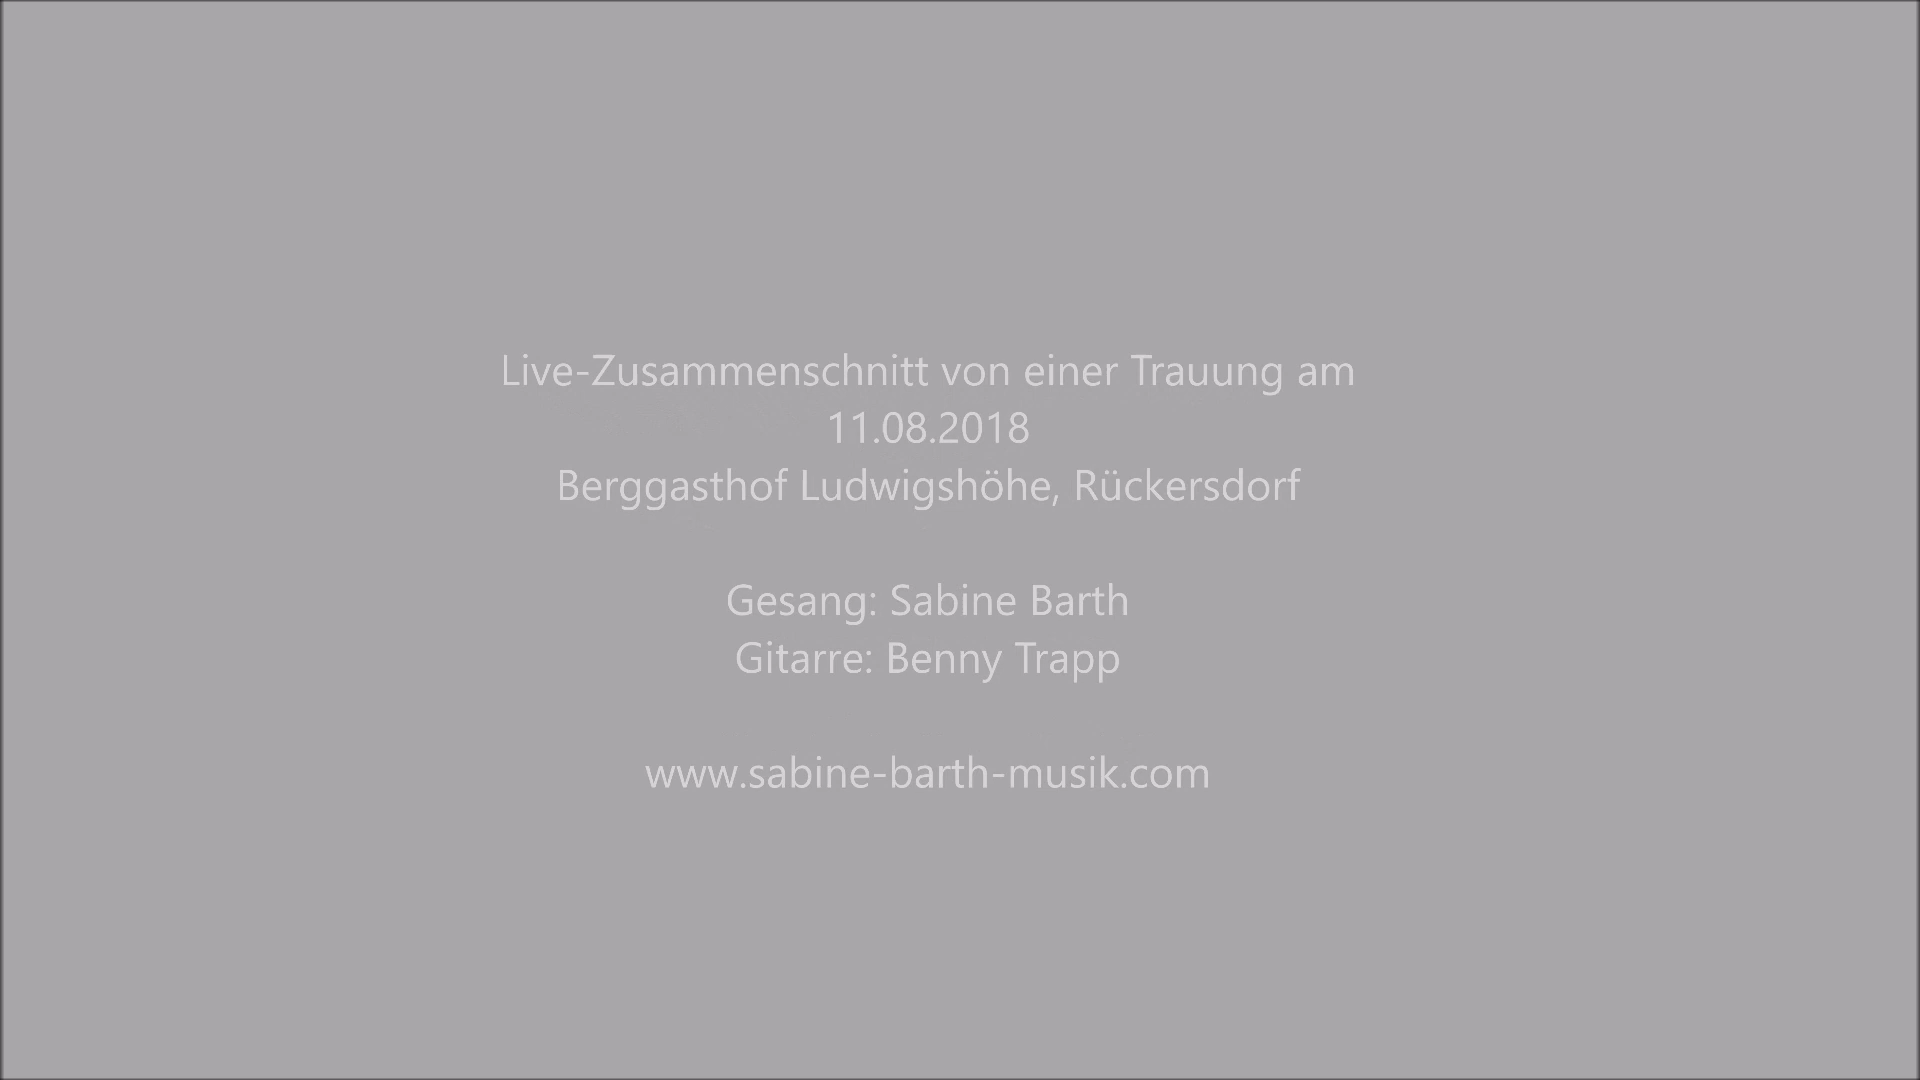 Live-Zusammenschnitt von einer Trauung am
11.08.2018
Berggasthof Ludwigshöhe, Rückersdorf
Gesang: Sabine Barth
Gitarre: Benny Trapp
www.sabine-barth-musik.com